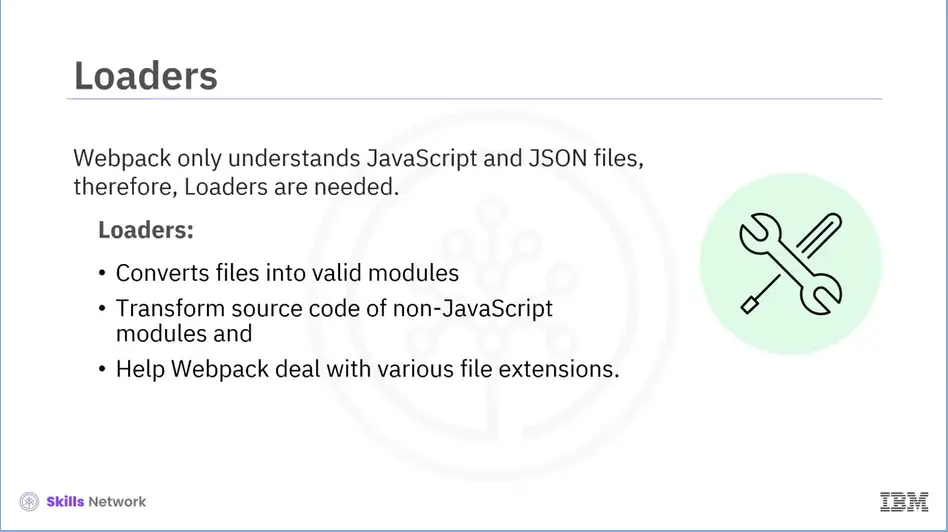 Loaders
Webpack only understands JavaScript and JSON files,
therefore, Loaders are needed.
Loaders:
• Converts files into valid modules
• Transform source code of non-JavaScript
modules and
• Help Webpack deal with various file extensions.
Skills Network
IBM